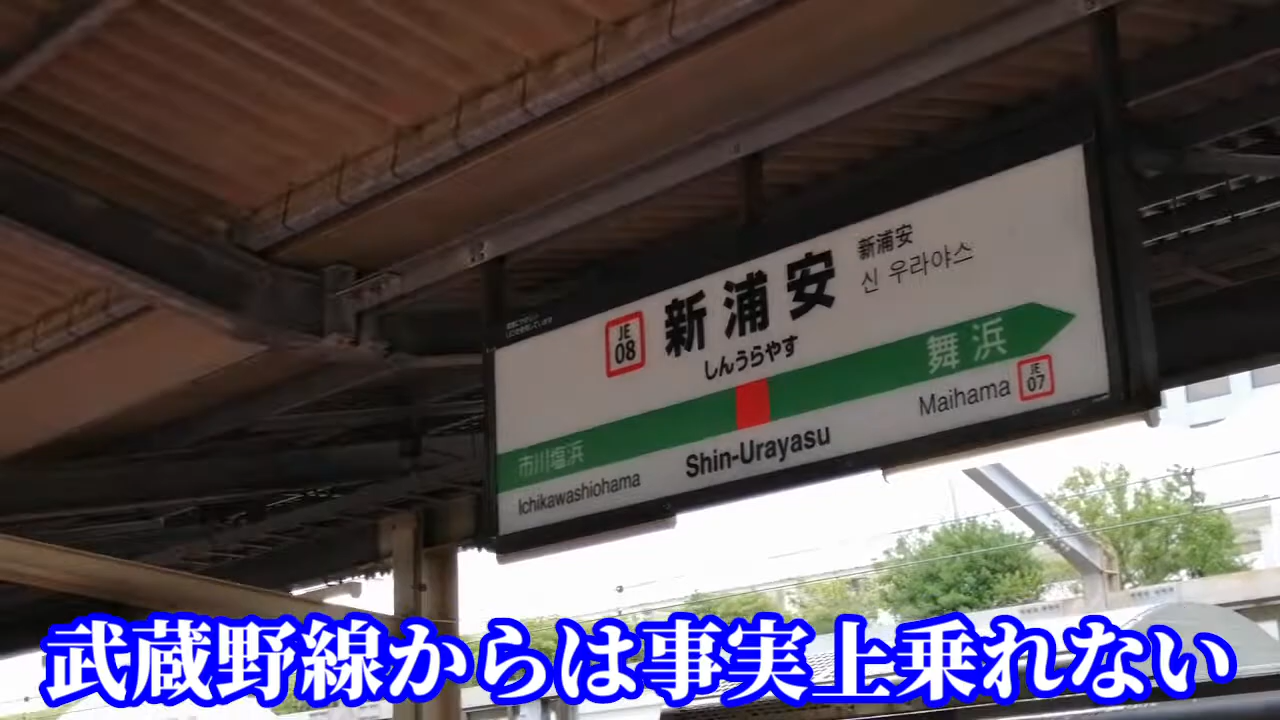 JE
08
新浦安
新浦安
신 우라야스
しんうらやす
舞浜
Maihama
JE
07
市川塩浜
Ichikawashiohama
Shin-Urayasu
武蔵野線からは事実上乗れない